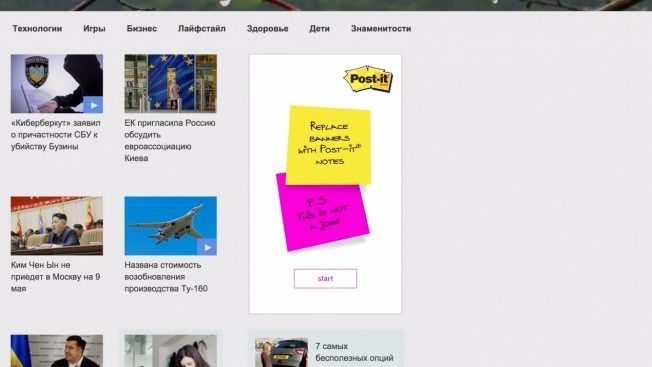 Технологии Игры Бизнес Лайфстайл Здоровье Дети Знаменитости
«Киберберкут» заявил
о причастности СБУ к
убийству Бузины
ЕК пригласила Россию
обсудить
евроассоциацию
Киева
Post-it
REPLACE
BANNERS
WITH POST-IT®
NOTES
P.S.
THIS IS NOT
A JOKE
start
Ким Чен Ын не
приедет в Москву на 9
мая
Названа стоимость
возобновления
производства Ту-160
7 самых
бесполезных опций